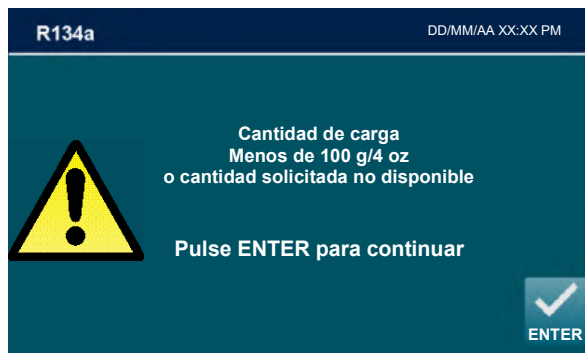 R134a
DD/MM/AA XX:XX PM
Cantidad de carga
Menos de 100 g/4 oz
o cantidad solicitada no disponible
Pulse ENTER para continuar
ENTER